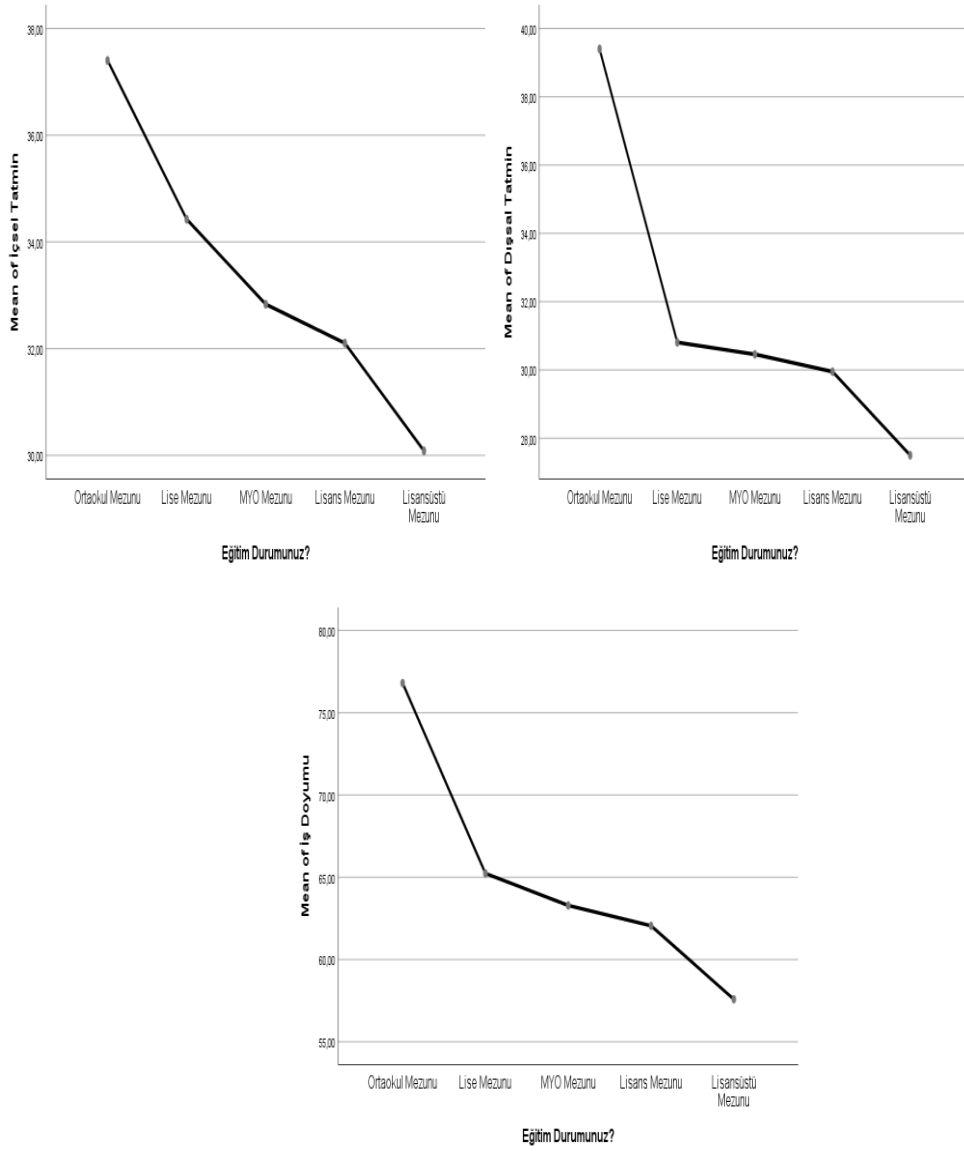 Mean of İçsel Tatmin
38,00
36,00
34,00
32,00
30,00
Ortaokul Mezunu
Lise Mezunu
MYO Mezunu
Lisans Mezunu
Lisansüstü
Mezunu
Eğitim Durumunuz?
Mean of Dışsal Tatmin
40,00
38,00
36,00
34,00
32,00
30,00
28,00
Ortaokul Mezunu
Lise Mezunu
MYO Mezunu
Lisans Mezunu
Lisansüstü
Mezunu
Eğitim Durumunuz?
Mean of İş Doyumu
80,00
75,00
70,00
65,00
60,00
55,00
Ortaokul Mezunu
Lise Mezunu
MYO Mezunu
Lisans Mezunu
Lisansüstü
Mezunu
Eğitim Durumunuz?